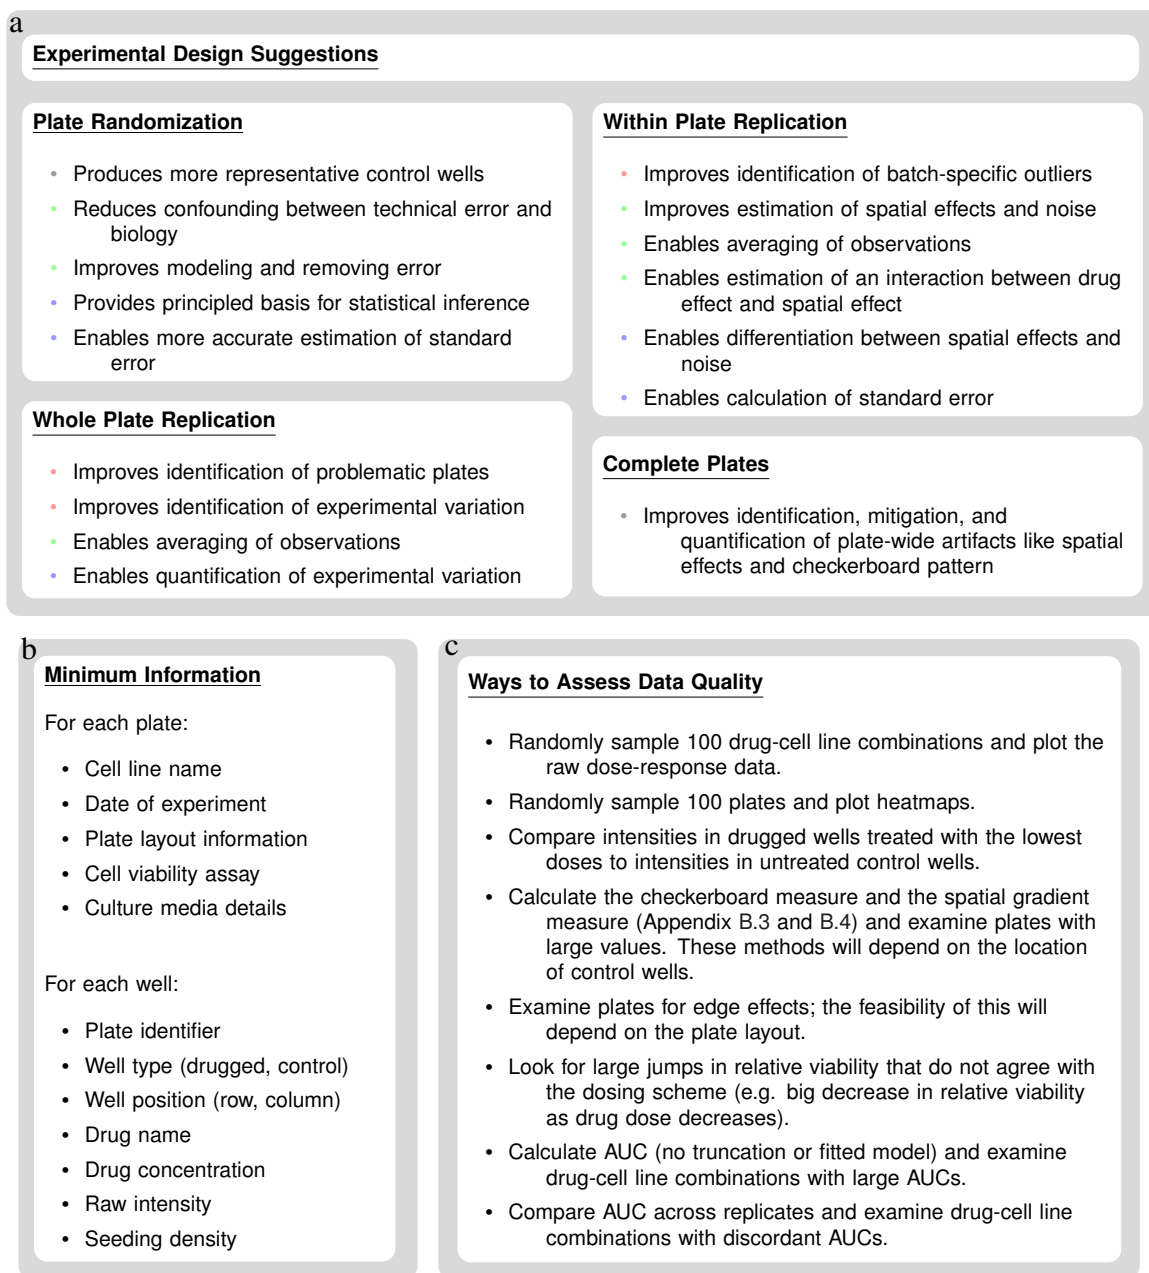 a
Experimental Design Suggestions
Plate Randomization
• Produces more representative control wells
• Reduces confounding between technical error and
biology
• Improves modeling and removing error
• Provides principled basis for statistical inference
• Enables more accurate estimation of standard
error
Whole Plate Replication
• Improves identification of problematic plates
• Improves identification of experimental variation
• Enables averaging of observations
• Enables quantification of experimental variation
Within Plate Replication
• Improves identification of batch-specific outliers
• Improves estimation of spatial effects and noise
• Enables averaging of observations
• Enables estimation of an interaction between drug
effect and spatial effect
• Enables differentiation between spatial effects and
noise
• Enables calculation of standard error
Complete Plates
• Improves identification, mitigation, and
quantification of plate-wide artifacts like spatial
effects and checkerboard pattern
b
Minimum Information
For each plate:
• Cell line name
• Date of experiment
• Plate layout information
• Cell viability assay
• Culture media details
For each well:
• Plate identifier
• Well type (drugged, control)
• Well position (row, column)
• Drug name
• Drug concentration
• Raw intensity
• Seeding density
c
Ways to Assess Data Quality
• Randomly sample 100 drug-cell line combinations and plot the
raw dose-response data.
• Randomly sample 100 plates and plot heatmaps.
• Compare intensities in drugged wells treated with the lowest
doses to intensities in untreated control wells.
• Calculate the checkerboard measure and the spatial gradient
measure (Appendix B.3 and B.4) and examine plates with
large values. These methods will depend on the location
of control wells.
• Examine plates for edge effects; the feasibility of this will
depend on the plate layout.
• Look for large jumps in relative viability that do not agree with
the dosing scheme (e.g. big decrease in relative viability
as drug dose decreases).
• Calculate AUC (no truncation or fitted model) and examine
drug-cell line combinations with large AUCs.
• Compare AUC across replicates and examine drug-cell line
combinations with discordant AUCs.